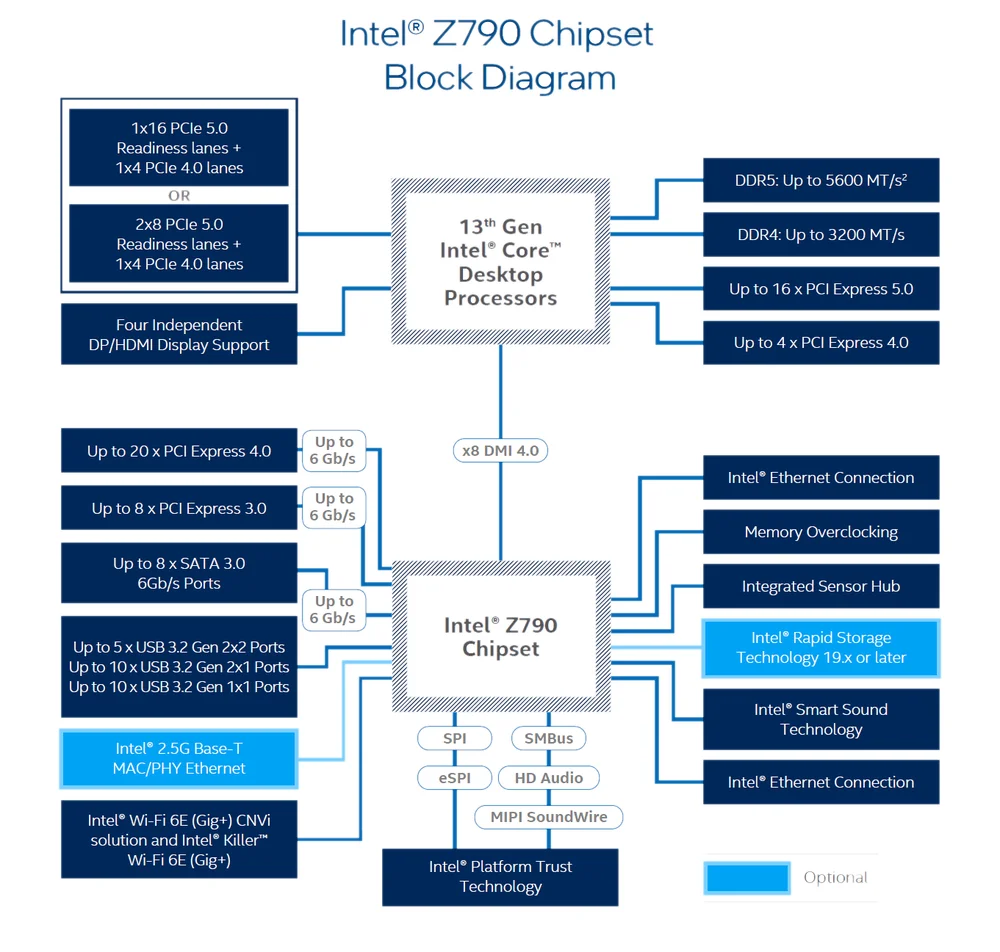 Intel® Z790 Chipset
Block Diagram
1x16 PCIe 5.0
Readiness lanes +
1x4 PCIe 4.0 lanes
OR
2x8 PCIe 5.0
Readiness lanes +
1x4 PCIe 4.0 lanes
Four Independent
DP/HDMI Display Support
13th Gen
Intel® Core™
Desktop
Processors
DDR5: Up to 5600 MT/s²
DDR4: Up to 3200 MT/s
Up to 16 x PCI Express 5.0
Up to 4 x PCI Express 4.0
x8 DMI 4.0
Up to 20 x PCI Express 4.0
Up to
6 Gb/s
Up to 8 x PCI Express 3.0
Up to
6 Gb/s
Up to 8 x SATA 3.0
6Gb/s Ports
Up to
6 Gb/s
Up to 5 x USB 3.2 Gen 2x2 Ports
Up to 10 x USB 3.2 Gen 2x1 Ports
Up to 10 x USB 3.2 Gen 1x1 Ports
Intel® 2.5G Base-T
MAC/PHY Ethernet
Intel® Wi-Fi 6E (Gig+) CNVi
solution and Intel® Killer™
Wi-Fi 6E (Gig+)
Intel® Z790
Chipset
Intel® Ethernet Connection
Memory Overclocking
Integrated Sensor Hub
Intel® Rapid Storage
Technology 19.x or later
Intel® Smart Sound
Technology
Intel® Ethernet Connection
SPI
SMBus
eSPI
HD Audio
MIPI SoundWire
Intel® Platform Trust
Technology
Optional